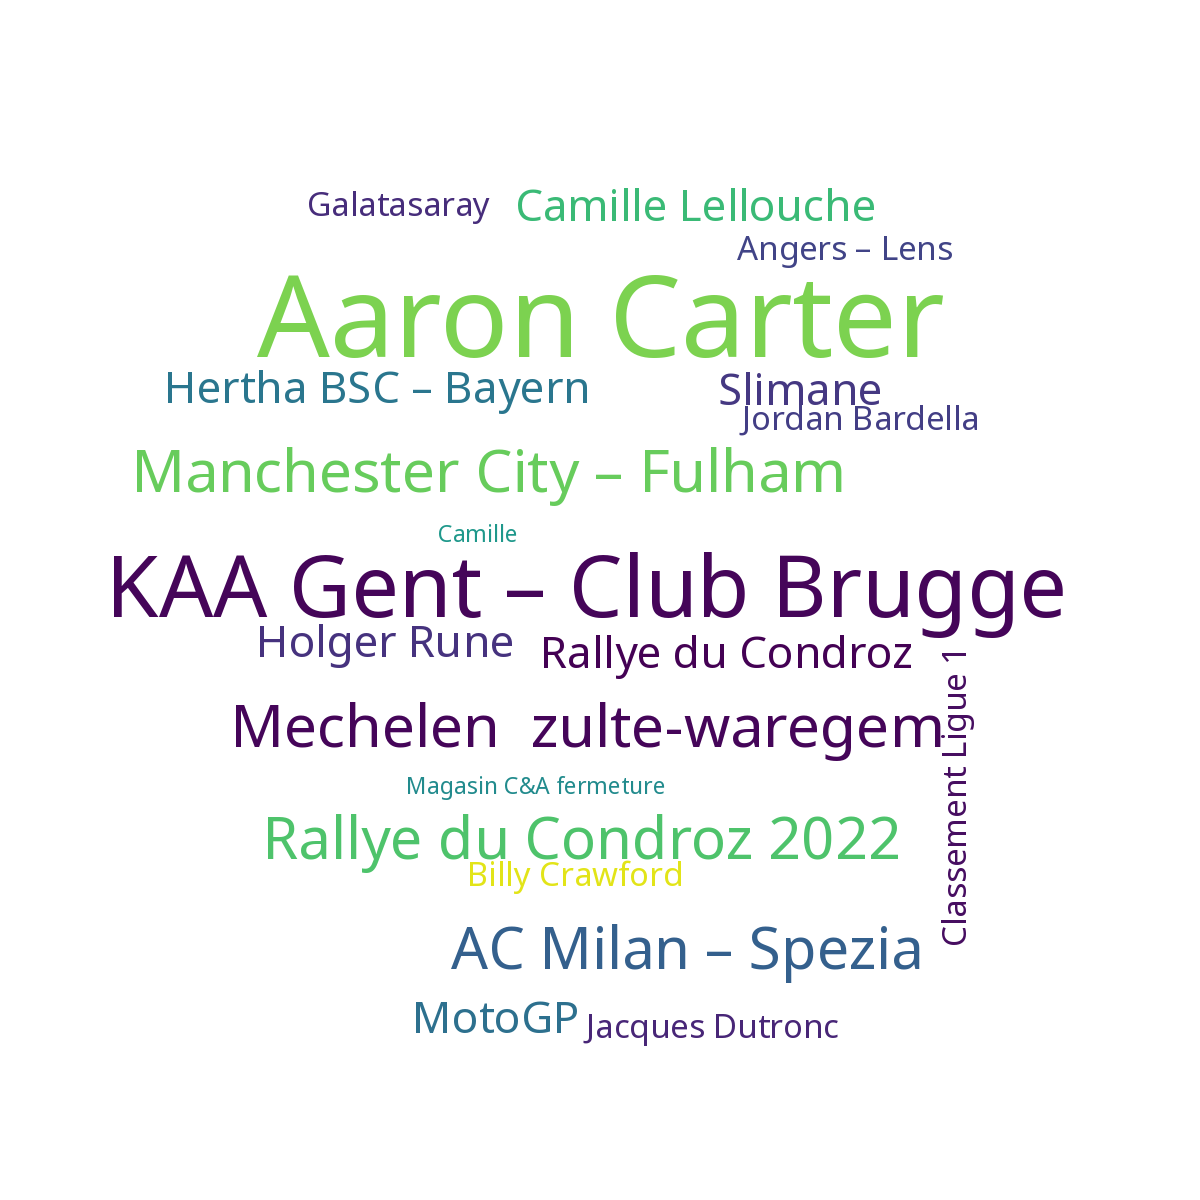 Galatasaray
Camille Lellouche
Angers – Lens
Aaron Carter
Hertha BSC – Bayern
Slimane
Jordan Bardella
Manchester City – Fulham
Camille
KAA Gent – Club Brugge
Holger Rune
Rallye du Condroz
Classement Ligue 1
Mechelen  zulte-waregem
Magasin C&A fermeture
Rallye du Condroz 2022
Billy Crawford
AC Milan – Spezia
MotoGP
Jacques Dutronc